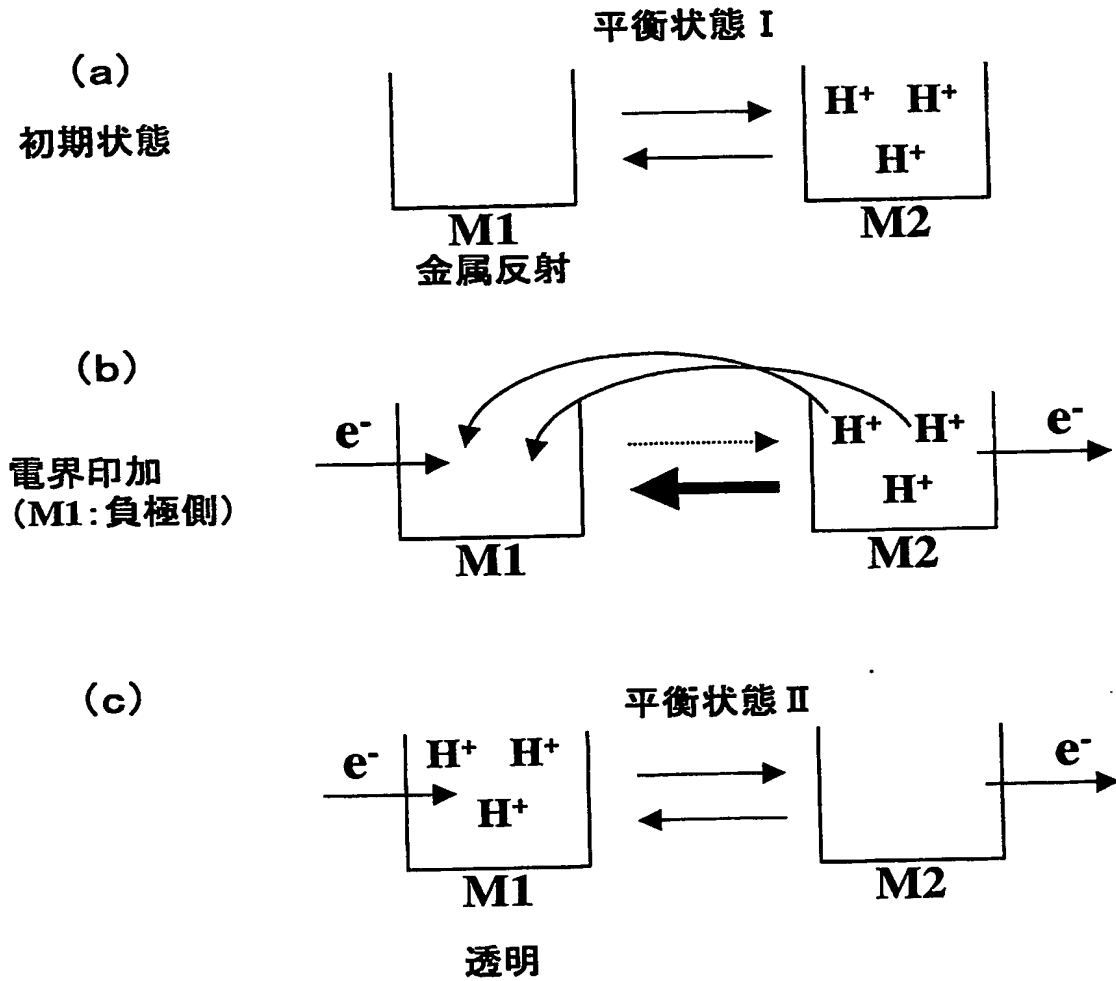 平衡状態 I
(a)
初期状態
H⁺ H⁺
H⁺
M1
金属反射
M2
(b)
電界印加
(M1:負極側)
e⁻
H⁺ H⁺
H⁺
e⁻
M1
M2
(c)
平衡状態 II
e⁻
H⁺ H⁺
H⁺
e⁻
M1
透明
M2